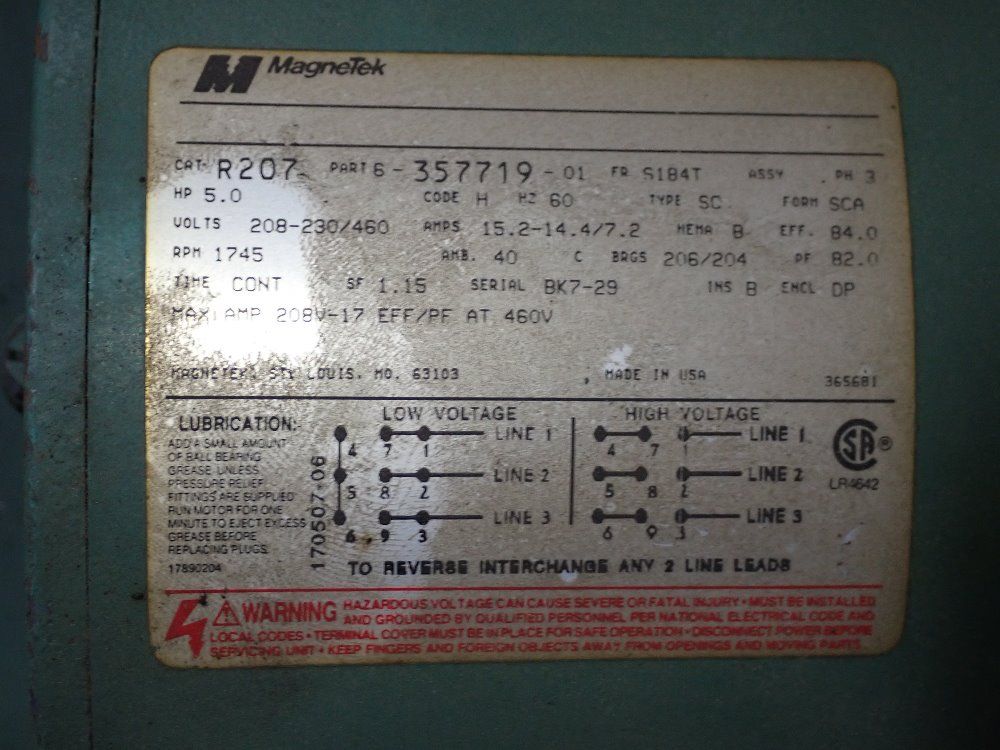 M MagneTek
CAT. R207 PART 6-357719-01 FR S184T ASSY PH 3
HP 5.0 CODE H HZ 60 TYPE SC FORM SCA
VOLTS 208-230/460 AMPS 15.2-14.4/7.2 NEMA B EFF. 84.0
RPM 1745 AMB. 40 C BRGS 206/204 PF 82.0
TIME CONT SF 1.15 SERIAL BK7-29 INS B ENCL DP
MAX AMP 208V-17 EFF/PF AT 460V
MAGNETEK, ST. LOUIS, MO. 63103 MADE IN USA 365681
LUBRICATION:
ADD A SMALL AMOUNT
OF BALL BEARING
GREASE UNLESS
PRESSURE RELIEF
FITTINGS ARE SUPPLIED
RUN MOTOR FOR ONE
MINUTE TO EJECT EXCESS
GREASE BEFORE
REPLACING PLUGS.
17890204
170507-06
LOW VOLTAGE
4 7 1 LINE 1
5 8 2 LINE 2
6 9 3 LINE 3
HIGH VOLTAGE
4 7 1 LINE 1
5 8 2 LINE 2
6 9 3 LINE 3
SA ®
LR4642
TO REVERSE INTERCHANGE ANY 2 LINE LEADS
WARNING HAZARDOUS VOLTAGE CAN CAUSE SEVERE OR FATAL INJURY • MUST BE INSTALLED
AND GROUNDED BY QUALIFIED PERSONNEL PER NATIONAL ELECTRICAL CODE AND
LOCAL CODES • TERMINAL COVER MUST BE IN PLACE FOR SAFE OPERATION • DISCONNECT POWER BEFORE
SERVICING UNIT • KEEP FINGERS AND FOREIGN OBJECTS AWAY FROM OPENINGS AND MOVING PARTS.